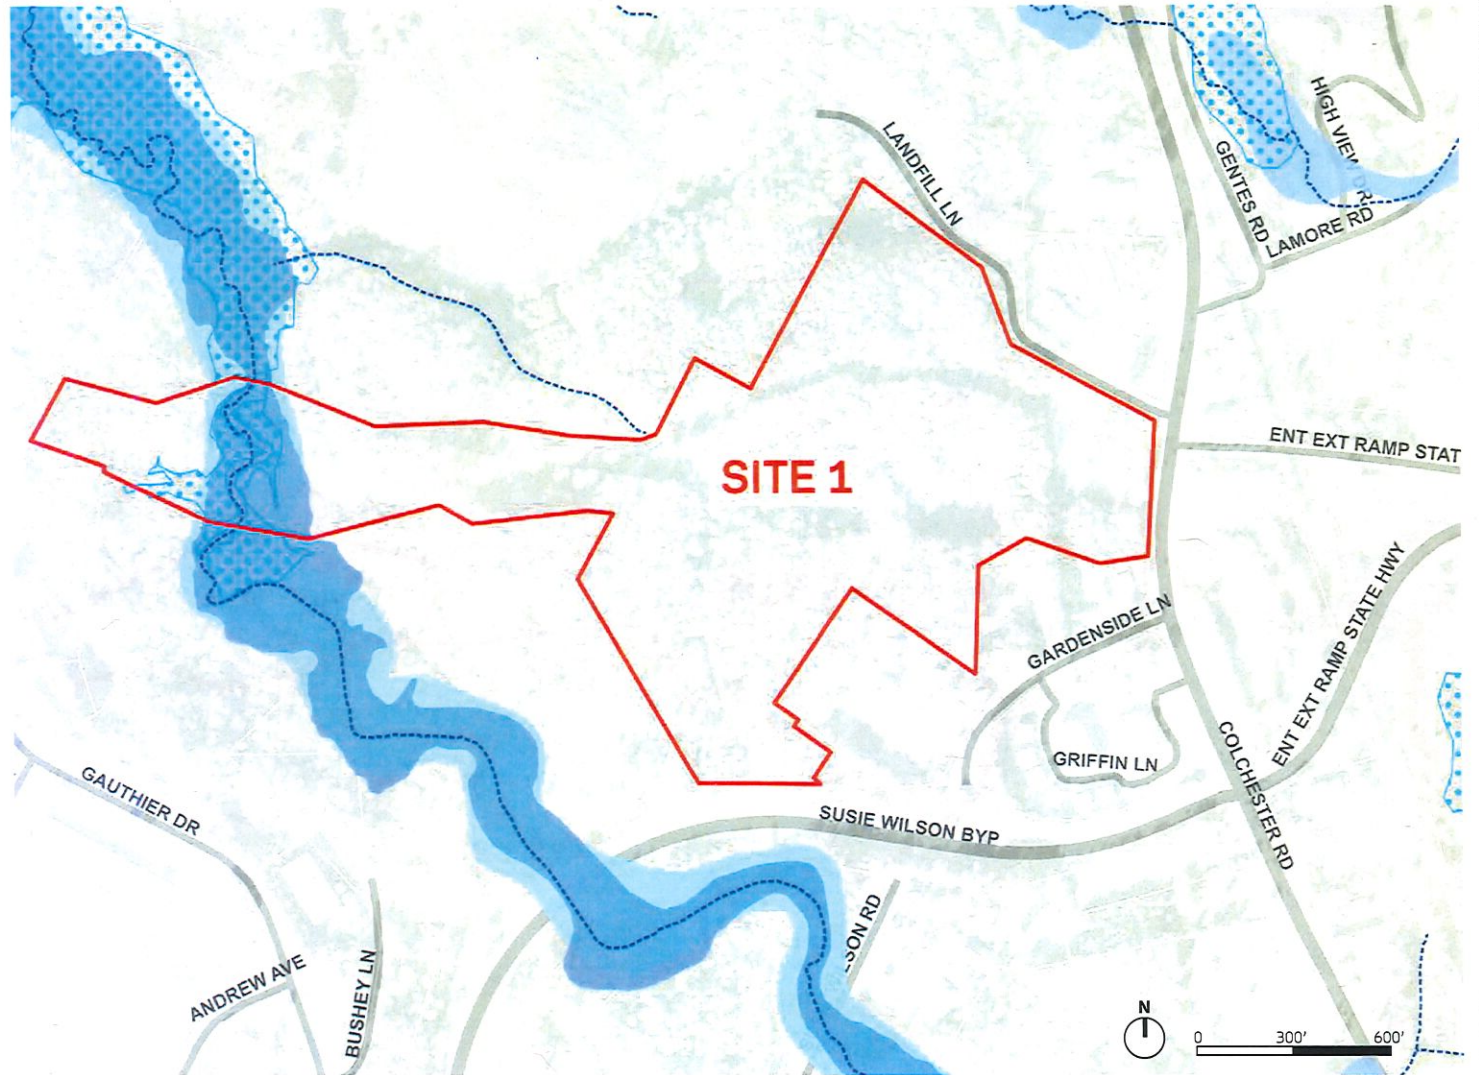 LANDFILL LN
HIGH VIEW DR
GENTES RD
LAMORE RD
SITE 1
ENT EXT RAMP STAT
ENT EXT RAMP STATE HWY
GARDENSIDE LN
GRIFFIN LN
COLCHESTER RD
GAUTHIER DR
SUSIE WILSON BYP
LSON RD
ANDREW AVE
BUSHEY LN
N
0 300' 600'